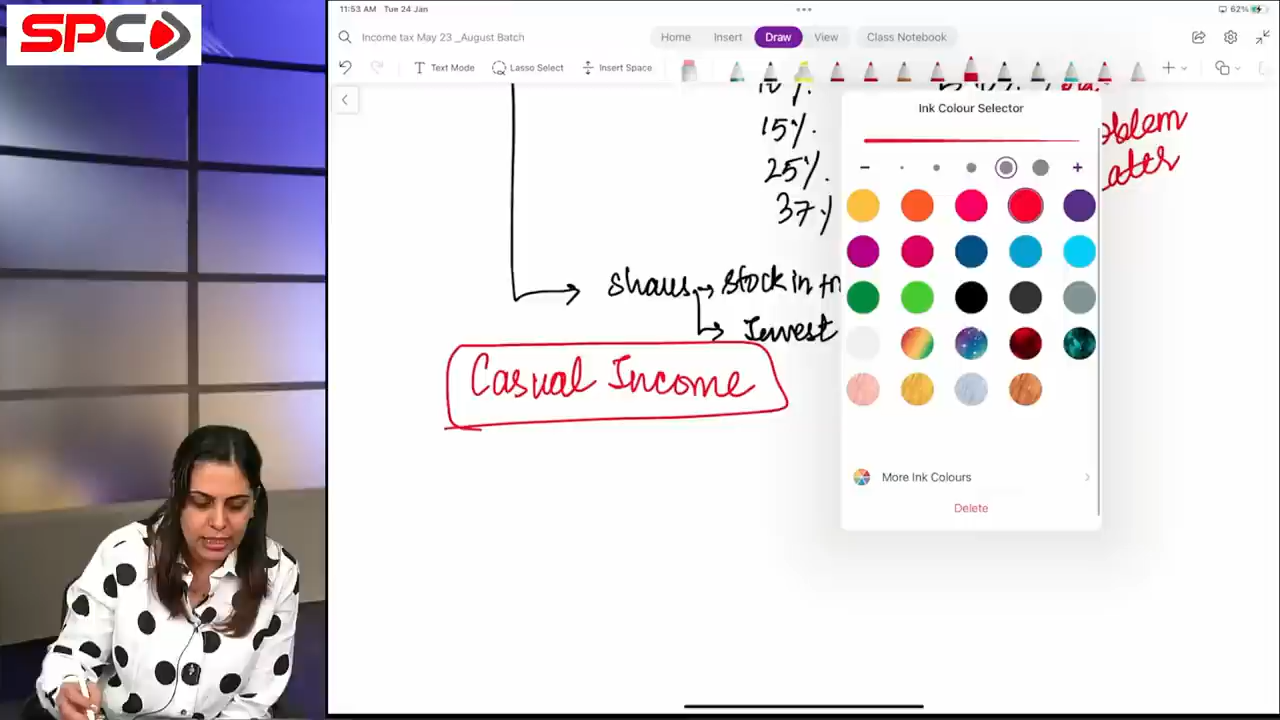 SPC
11:53 AM Tue 24 Jan
62%
Income tax May 23 _August Batch
Home Insert Draw View Class Notebook
Text Mode Lasso Select Insert Space
Ink Colour Selector
15%.
25%.
37%
later
shares → stock in
Invest
Casual Income
More Ink Colours
Delete